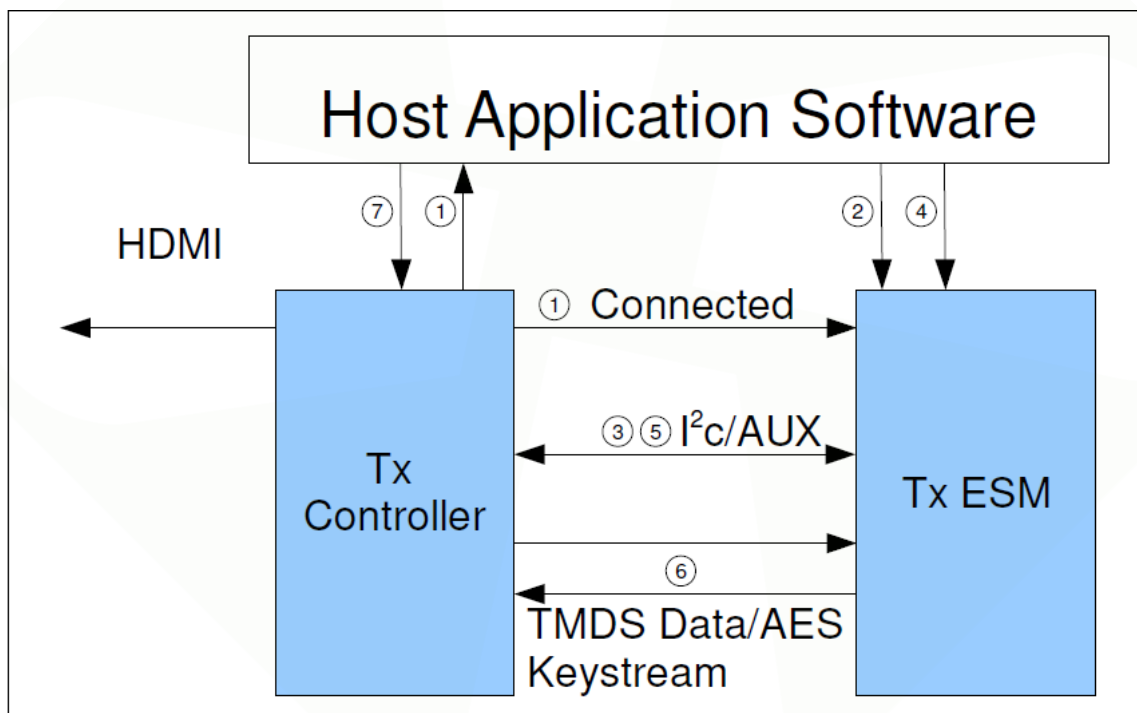 Host Application Software
⑦ ① ② ④
HDMI
① Connected
③ ⑤ I²c/AUX
Tx
Controller
Tx ESM
⑥
TMDS Data/AES
Keystream